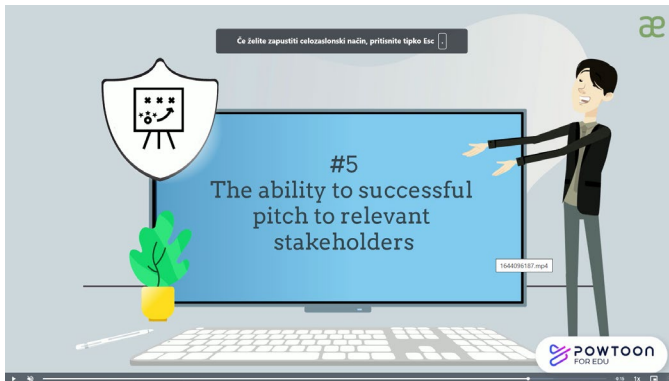 æ
Če želite zapustiti celozaslonski način, pritisnite tipko Esc .
#5
The ability to successful
pitch to relevant
stakeholders
1644096187.mp4
POWTOON
FOR EDU
1x